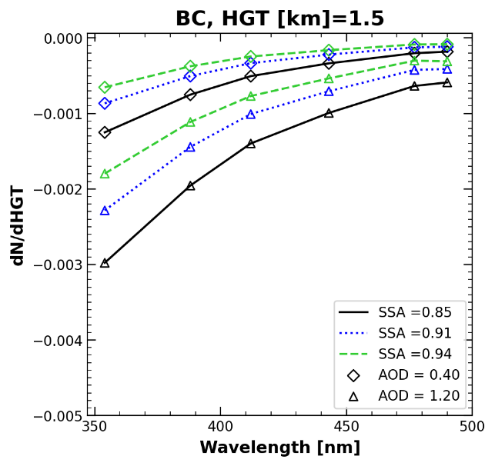 BC, HGT [km]=1.5
0.000
−0.001
−0.002
−0.003
−0.004
−0.005
dN/dHGT
350
400
450
500
Wavelength [nm]
SSA =0.85
SSA =0.91
SSA =0.94
AOD = 0.40
AOD = 1.20